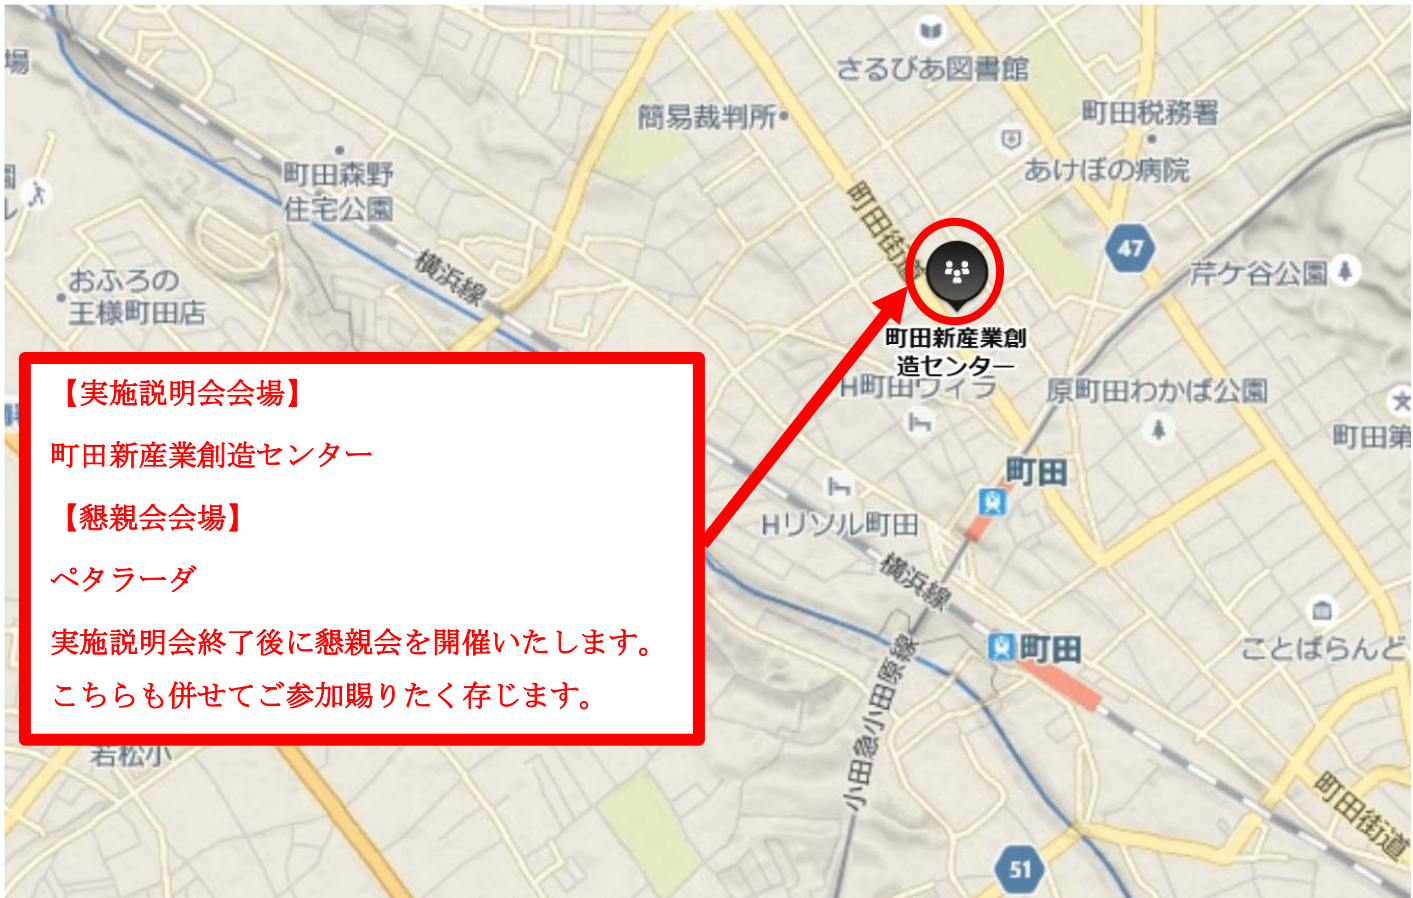 場
さるびあ図書館
簡易裁判所
町田税務署
あけぼの病院
町田森野
住宅公園
町田街道
47
横浜線
芹ケ谷公園
おふろの
王様町田店
町田新産業創
造センター
H町田ヴィラ
原町田わかば公園
町田第
【実施説明会会場】
町田新産業創造センター
【懇親会会場】
ペタラーダ
実施説明会終了後に懇親会を開催いたします。
こちらも併せてご参加賜りたく存じます。
町田
Hリソル町田
横浜線
ことばらんど
町田
小田急小田原線
若松小
町田街道
51